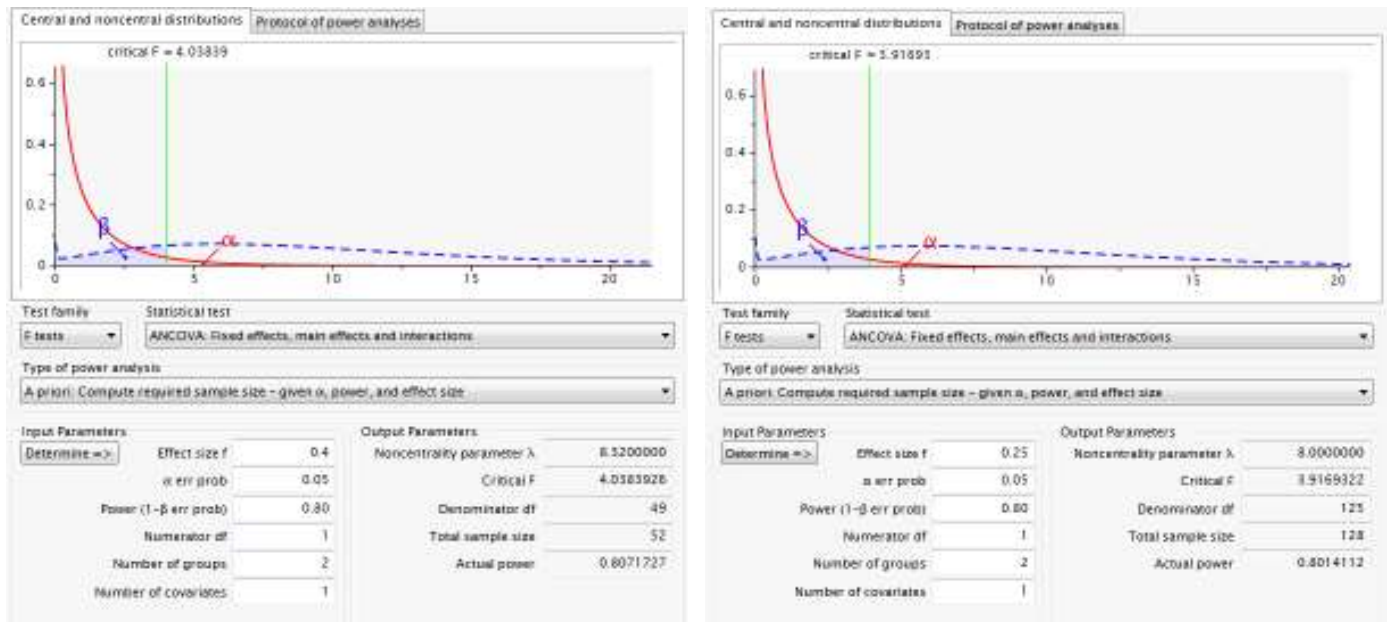 Central and noncentral distributions
Protocol of power analyses
critical F = 4.03839
0.6
0.4
0.2
0
β
α
0
5
10
15
20
Test family
Statistical test
F tests
ANCOVA: Fixed effects, main effects and interactions
Type of power analysis
A priori: Compute required sample size – given α, power, and effect size
Input Parameters
Output Parameters
Determine => Effect size f 0.4 Noncentrality parameter λ 8.3200000
α err prob 0.05 Critical F 4.0383926
Power (1-β err prob) 0.80 Denominator df 49
Numerator df 1 Total sample size 52
Number of groups 2 Actual power 0.8071727
Number of covariates 1
Central and noncentral distributions
Protocol of power analyses
critical F = 3.91693
0.6
0.4
0.2
0
β
α
0
5
10
15
20
Test family
Statistical test
F tests
ANCOVA: Fixed effects, main effects and interactions
Type of power analysis
A priori: Compute required sample size – given α, power, and effect size
Input Parameters
Output Parameters
Determine => Effect size f 0.25 Noncentrality parameter λ 8.0000000
α err prob 0.05 Critical F 3.9169322
Power (1-β err prob) 0.80 Denominator df 125
Numerator df 1 Total sample size 128
Number of groups 2 Actual power 0.8014112
Number of covariates 1